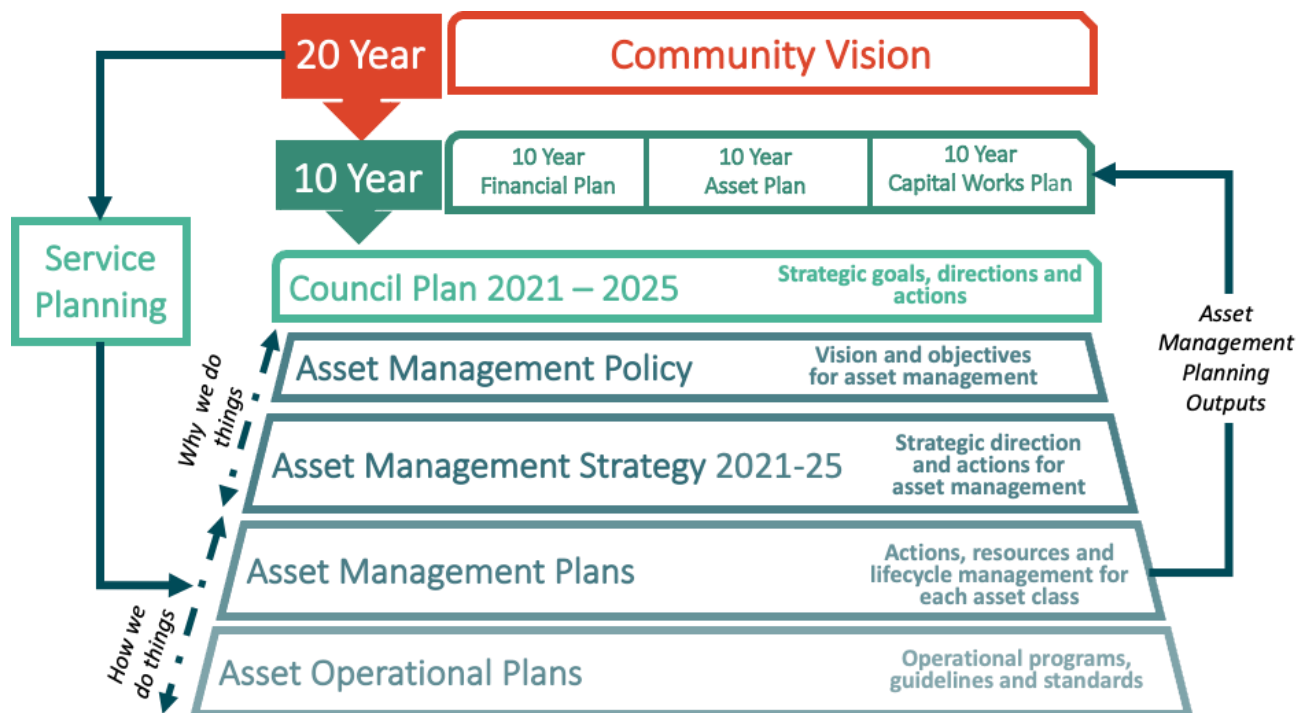 20 Year
Community Vision
10 Year
10 Year
Financial Plan
10 Year
Asset Plan
10 Year
Capital Works Plan
Service
Planning
Council Plan 2021 – 2025
Strategic goals, directions and
actions
Why we do
things
Asset Management Policy
Vision and objectives
for asset management
Asset Management Strategy 2021-25
Strategic direction
and actions for
asset management
Asset
Management
Planning
Outputs
How we
do things
Asset Management Plans
Actions, resources and
lifecycle management for
each asset class
Asset Operational Plans
Operational programs,
guidelines and standards